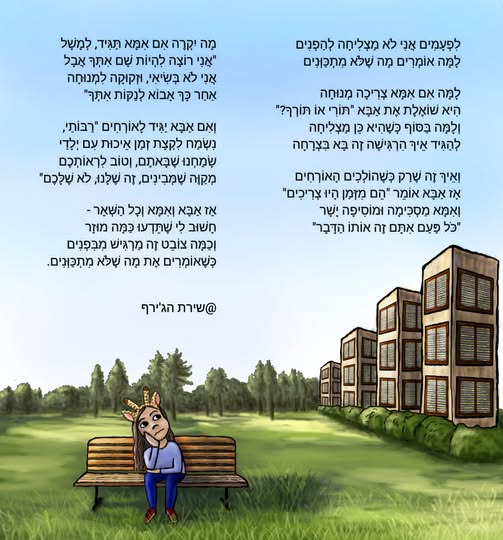 לִפְעָמִים אֲנִי לֹא מַצְלִיחָה לְהַפְנִים
לָמָּה אוֹמְרִים מָה שֶׁלֹּא מִתְכַּוְּנִים.
לָמָּה אִם אִמָּא צְרִיכָה מְנוּחָה
הִיא שׁוֹאֶלֶת אֶת אַבָּא "תּוֹרִי אוֹ תּוֹרְךָ?"
וְלָמָּה בַּסּוֹף כְּשֶׁהִיא כֵּן מַצְלִיחָה
לְהַגִּיד אֵיךְ הִרְגִּישָׁה זֶה בָּא בִּצְרָחָה
וְאֵיךְ זֶה שֶׁרַק כְּשֶׁהוֹלְכִים הָאוֹרְחִים
אָז אַבָּא אוֹמֵר "הֵם מִזְּמַן הָיוּ צְרִיכִים"
וְאִמָּא מַסְכִּימָה וּמוֹסִיפָה יָשָׁר
"כֹּל פַּעַם אִתָּם זֶה אוֹתוֹ הַדָּבָר"
מָה יִקְרֶה אִם אִמָּא תַּגִּיד, לְמָשָׁל
"אֲנִי רוֹצָה לִהְיוֹת שָׁם אִתְּךָ אֲבָל
אֲנִי לֹא בְּשִׂיאִי, וּזְקוּקָה לִמְנוּחָה
אַחַר כָּךְ אָבוֹא לְנַקּוֹת אִתְּךָ"
וְאִם אַבָּא יַגִּיד לָאוֹרְחִים "רַבּוֹתַי,
נִשְׂמַח לִקְצָת זְמַן אֵיכוּת עִם יְלָדַי
שָׂמַחְנוּ שֶׁבָּאתֶם, וְטוֹב לִרְאוֹתְכֶם
מְקַוֶּה שֶׁמְּבִינִים, זֶה שֶׁלָּנוּ, לֹא שֶׁלָּכֶם"
אָז אַבָּא וְאִמָּא וְכָל הַשְּׁאָר -
חָשׁוּב לִי שֶׁתֵּדְעוּ כַּמָּה מוּזָר
וְכַמָּה צוֹבֵט זֶה מַרְגִּישׁ מִבִּפְנִים
כְּשֶׁאוֹמְרִים אֶת מָה שֶׁלֹּא מִתְכַּוְּנִים.
@שירת הג'ירף